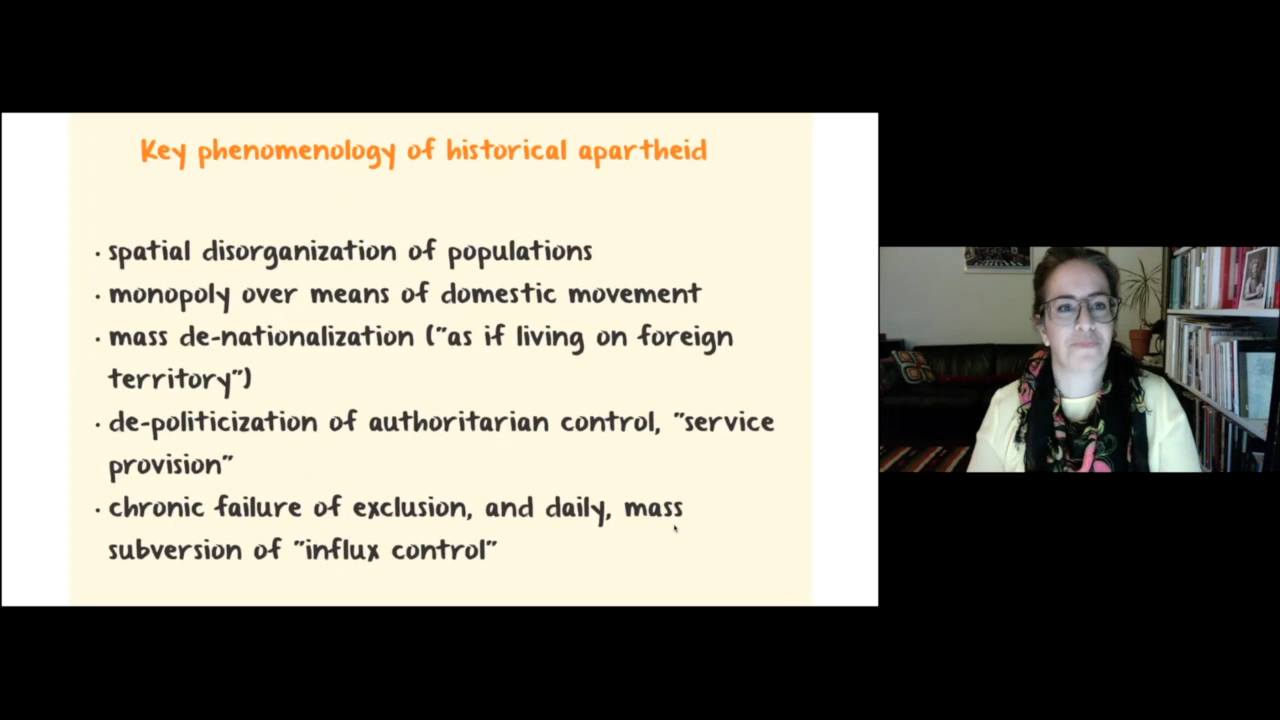 Key phenomenology of historical apartheid
· spatial disorganization of populations
· monopoly over means of domestic movement
· mass de-nationalization ("as if living on foreign
territory")
· de-politicization of authoritarian control, "service
provision"
· chronic failure of exclusion, and daily, mass
subversion of "influx control"